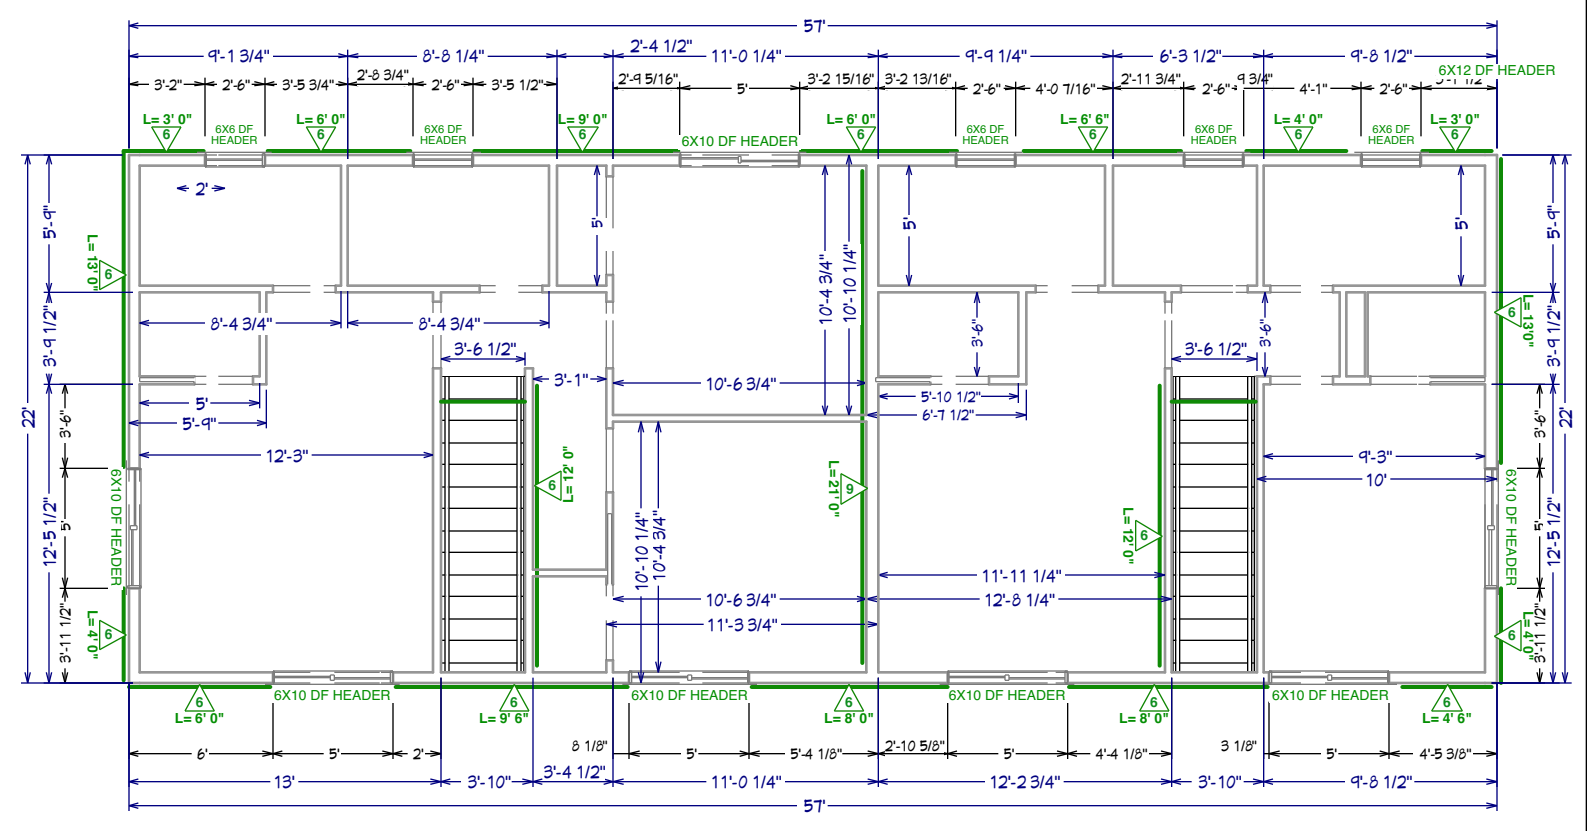 57'
9'-1 3/4"
8'-8 1/4"
2'-4 1/2"
11'-0 1/4"
9'-9 1/4"
6'-3 1/2"
9'-8 1/2"
6X12 DF HEADER
3'-2"
2'-6"
3'-5 3/4"
2'-8 3/4"
2'-6"
3'-5 1/2"
2'-9 5/16"
5'
3'-2 15/16"
3'-2 13/16"
2'-6"
4'-0 7/16"
2'-11 3/4"
2'-6"
9 3/4"
4'-1"
2'-6"
L= 3' 0"
6
6X6 DF
HEADER
L= 6' 0"
6
6X6 DF
HEADER
L= 9' 0"
6
6X10 DF HEADER
L= 6' 0"
6
6X6 DF
HEADER
L= 6' 6"
6
6X6 DF
HEADER
L= 4' 0"
6
6X6 DF
HEADER
L= 3' 0"
6
2'
5'
5'
5'
5'-9"
5'-9"
L= 13' 0"
6
10'-4 3/4"
10'-10 1/4"
6
L= 13'0"
22'
3'-9 1/2"
8'-4 3/4"
8'-4 3/4"
3'-6"
3'-6"
3'-9 1/2"
22'
3'-6 1/2"
3'-6 1/2"
3'-1"
10'-6 3/4"
5'
5'-9"
5'-10 1/2"
6'-7 1/2"
3'-6"
3'-6"
12'-3"
9'-3"
10'
6X10 DF HEADER
5'
12'-5 1/2"
6
L= 12' 0"
L= 21' 0"
9
L= 12' 0"
6
6X10 DF HEADER
5'
12'-5 1/2"
10'-10 1/4"
10'-4 3/4"
11'-11 1/4"
10'-6 3/4"
12'-8 1/4"
11'-3 3/4"
3'-11 1/2"
L= 4' 0"
6
6
L= 4' 0"
3'-11 1/2"
6
L= 6' 0"
6X10 DF HEADER
6
L= 9' 6"
6X10 DF HEADER
6
L= 8' 0"
6X10 DF HEADER
6
L= 8' 0"
6X10 DF HEADER
6
L= 4' 6"
6'
5'
2'
8 1/8"
5'
5'-4 1/8"
2'-10 5/8"
5'
4'-4 1/8"
3 1/8"
5'
4'-5 3/8"
13'
3'-10"
3'-4 1/2"
11'-0 1/4"
12'-2 3/4"
3'-10"
9'-8 1/2"
57'